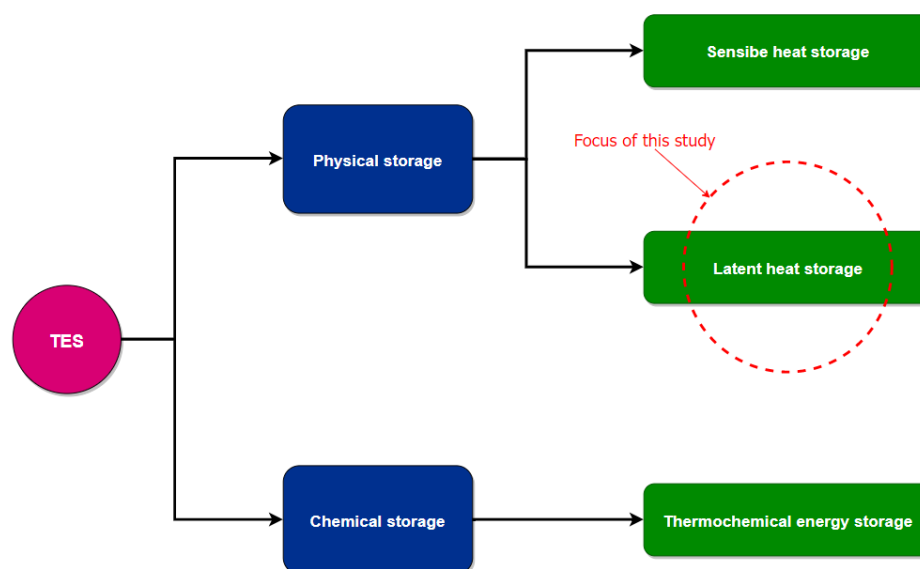 Sensibe heat storage
Focus of this study
Physical storage
Latent heat storage
TES
Chemical storage
Thermochemical energy storage